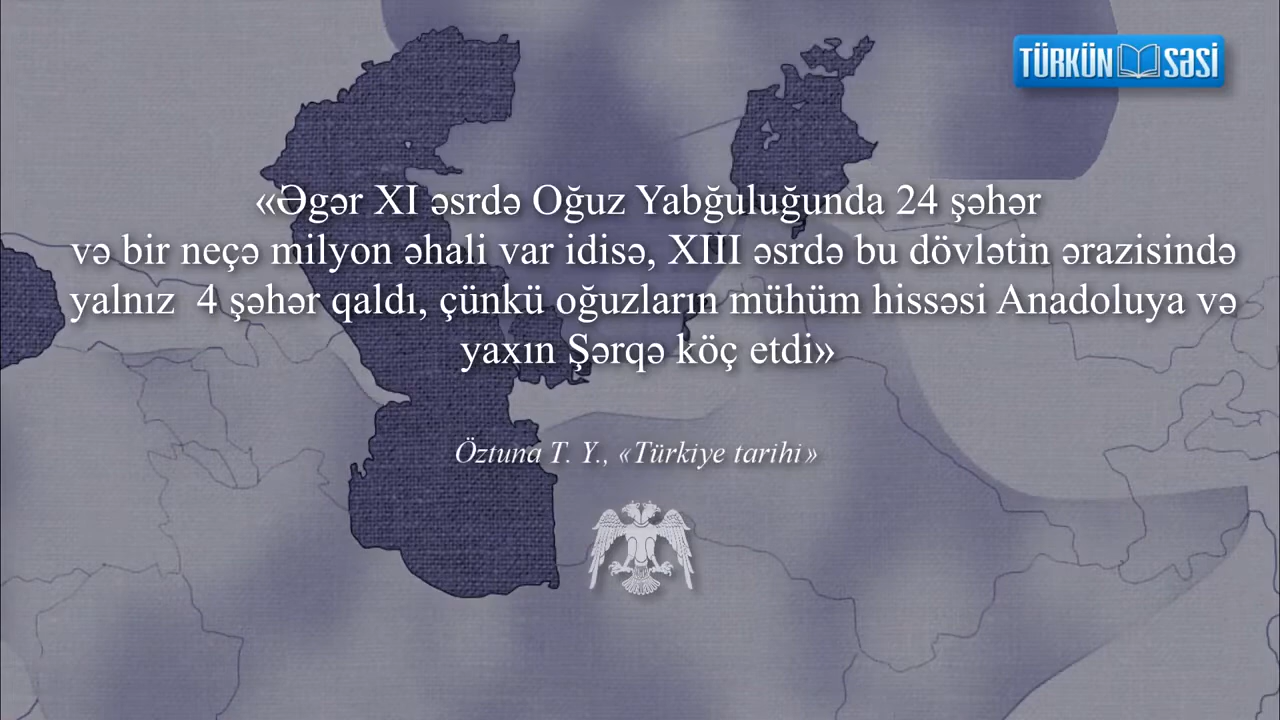 TÜRKÜN SƏSİ
«Əgər XI əsrdə Oğuz Yabğuluğunda 24 şəhər
və bir neçə milyon əhali var idisə, XIII əsrdə bu dövlətin ərazisində
yalnız 4 şəhər qaldı, çünkü oğuzların mühüm hissəsi Anadoluya və
yaxın Şərqə köç etdi»
Öztuna T. Y., «Türkiye tarihi»